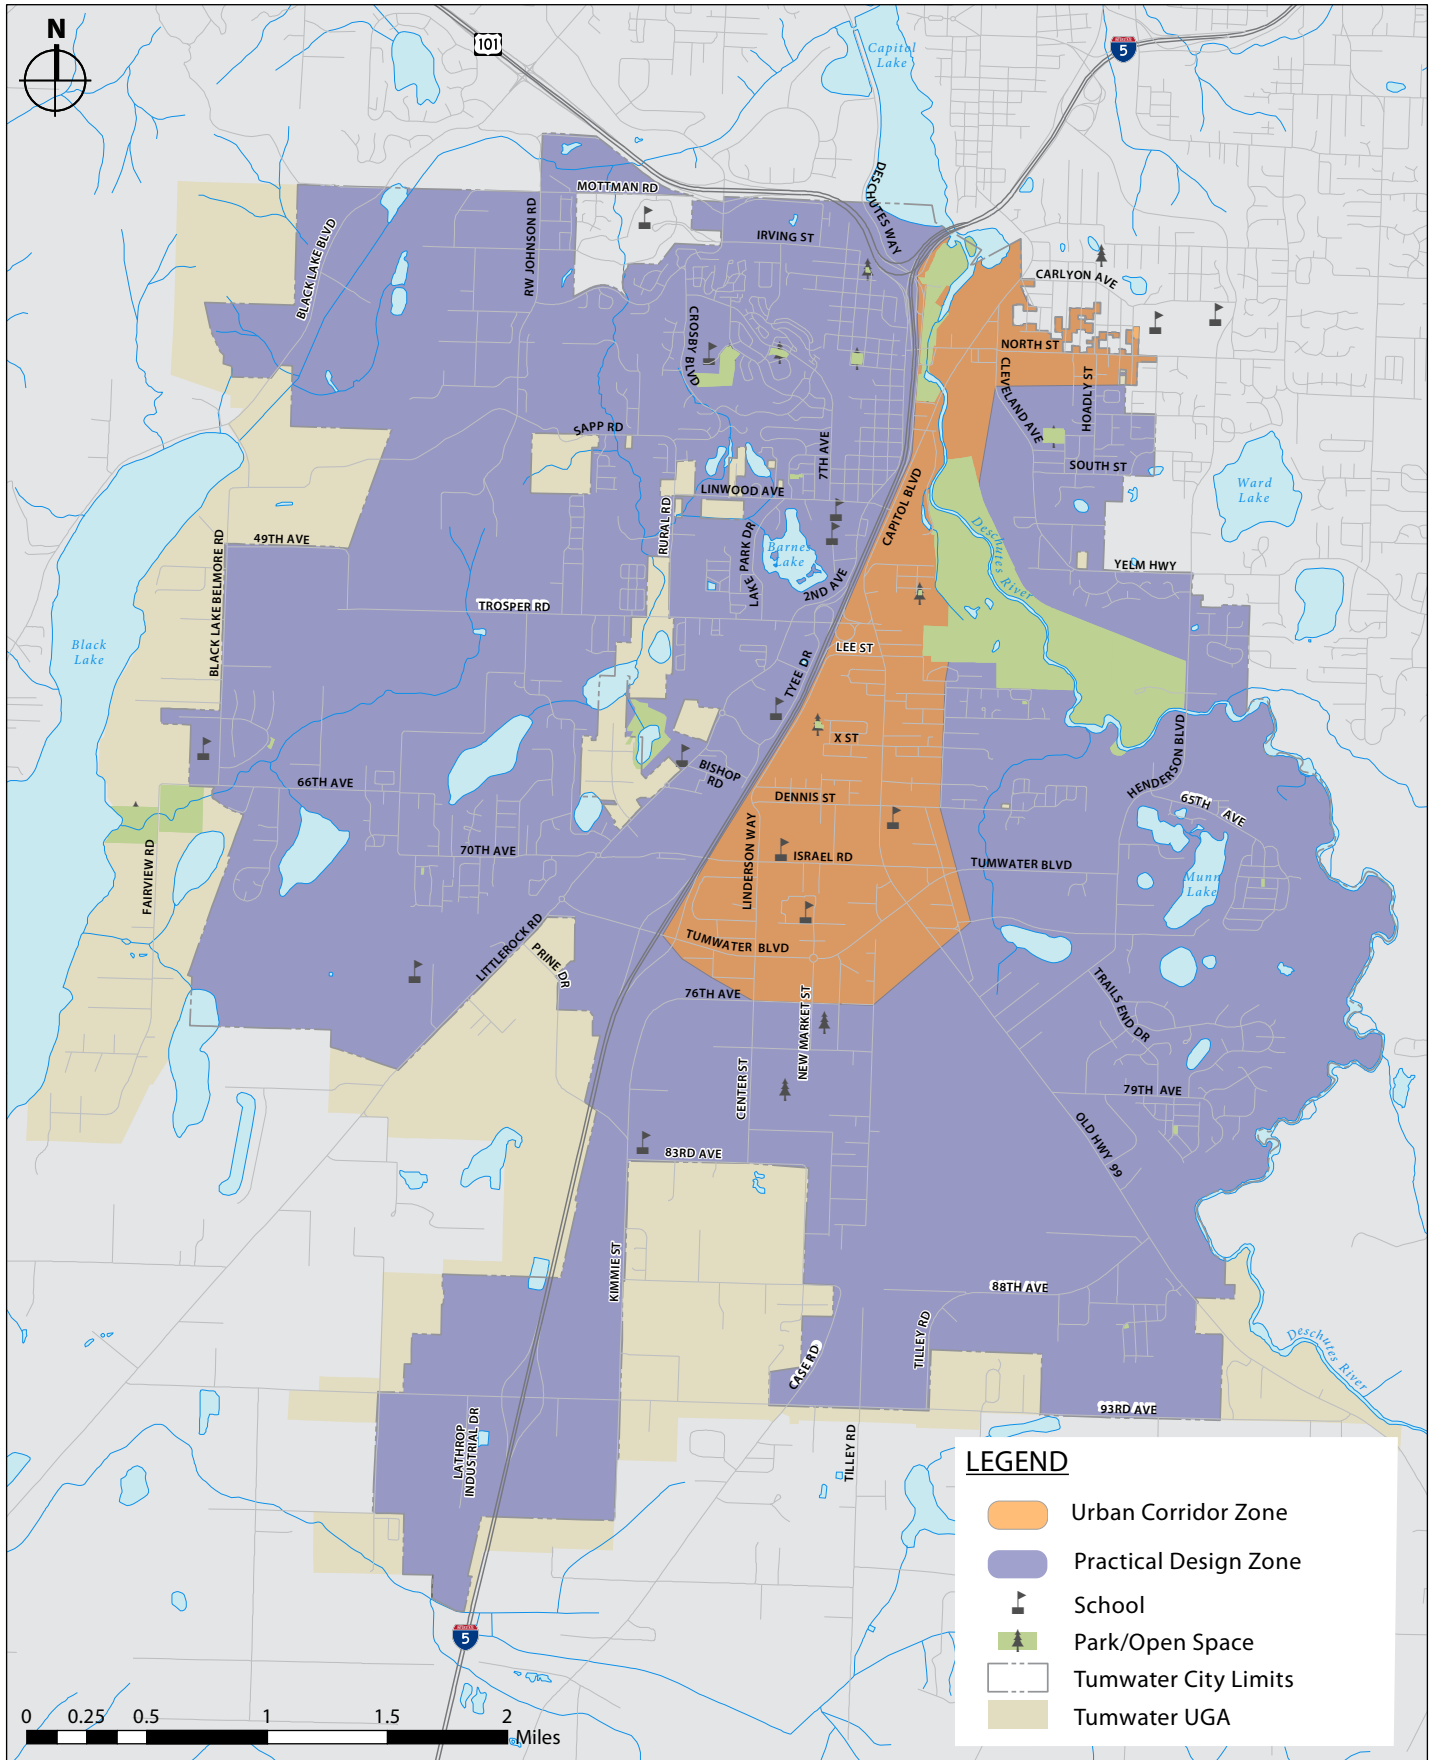 N
101
Capitol
Lake
5
DESCHUTES WAY
MOTTMAN RD
IRVING ST
RW JOHNSON RD
BLACK LAKE BLVD
CARLYON AVE
CROSBY BLVD
NORTH ST
CLEVELAND AVE
HOADLY ST
SAPP RD
7TH AVE
SOUTH ST
CAPITOL BLVD
LINWOOD AVE
Ward
Lake
RURAL RD
LAKE PARK DR
Barnes
Lake
Deschutes
River
49TH AVE
BLACK LAKE BELMORE RD
YELM HWY
2ND AVE
TROSPER RD
Black
Lake
LEE ST
TYEE DR
X ST
HENDERSON BLVD
BISHOP
RD
66TH AVE
DENNIS ST
65TH AVE
LINDERSON WAY
70TH AVE
ISRAEL RD
TUMWATER BLVD
Munn
Lake
FAIRVIEW RD
LITTLEROCK RD
PRINE DR
TUMWATER BLVD
76TH AVE
NEW MARKET ST
TRAILS END DR
CENTER ST
79TH AVE
OLD HWY 99
83RD AVE
KIMMIE ST
88TH AVE
TILLEY RD
CASE RD
Deschutes River
93RD AVE
LATHROP
INDUSTRIAL DR
TILLEY RD
LEGEND
Urban Corridor Zone
Practical Design Zone
School
Park/Open Space
Tumwater City Limits
Tumwater UGA
5
0 0.25 0.5 1 1.5 2
Miles